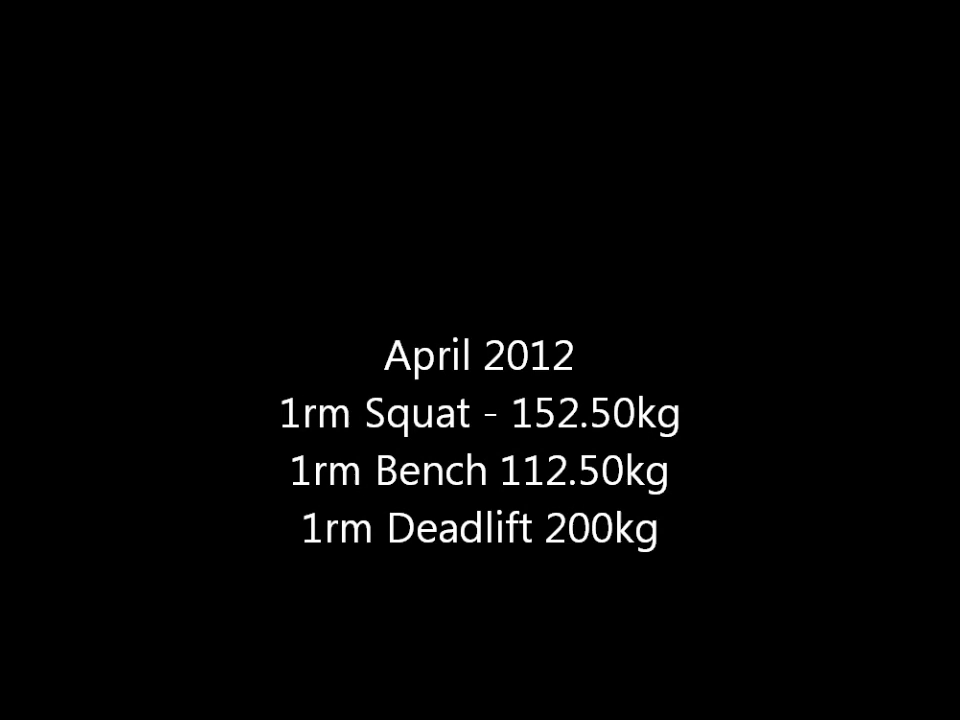 April 2012
1rm Squat - 152.50kg
1rm Bench 112.50kg
1rm Deadlift 200kg